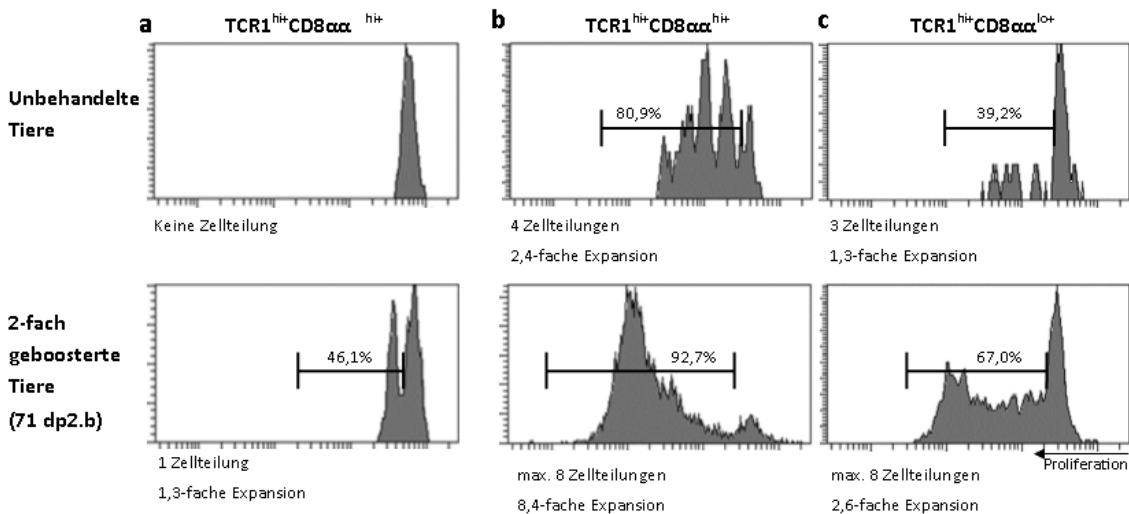 a
TCR1hi+CD8αα hi+
b
TCR1hi+CD8ααhi+
c
TCR1hi+CD8ααlo+
Unbehandelte
Tiere
80,9%
39,2%
Keine Zellteilung
4 Zellteilungen
2,4-fache Expansion
3 Zellteilungen
1,3-fache Expansion
2-fach
geboosterte
Tiere
(71 dp2.b)
46,1%
92,7%
67,0%
1 Zellteilung
1,3-fache Expansion
max. 8 Zellteilungen
8,4-fache Expansion
Proliferation
max. 8 Zellteilungen
2,6-fache Expansion